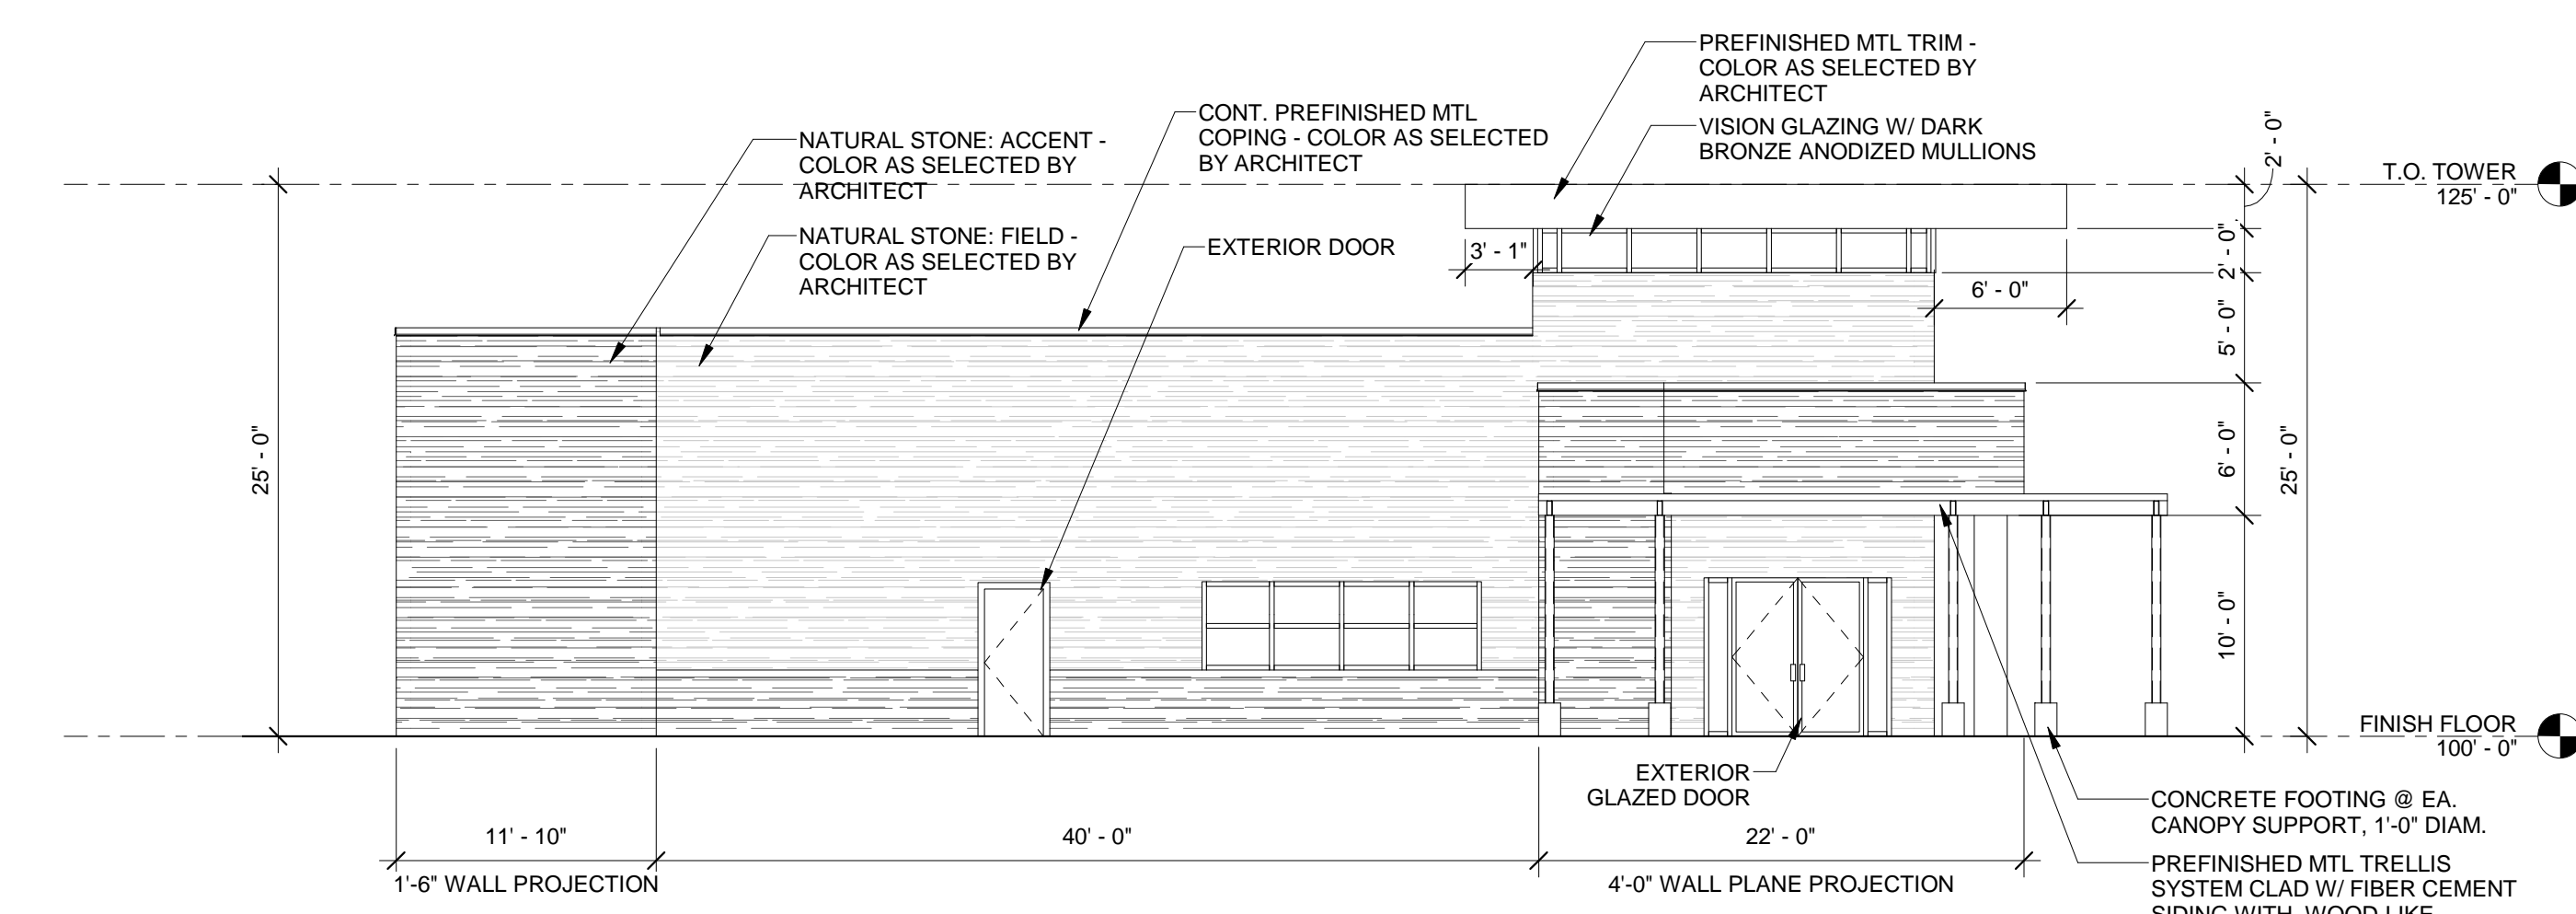 PREFINISHED MTL TRIM -
COLOR AS SELECTED BY
ARCHITECT
VISION GLAZING W/ DARK
BRONZE ANODIZED MULLIONS
CONT. PREFINISHED MTL
COPING - COLOR AS SELECTED
BY ARCHITECT
NATURAL STONE: ACCENT -
COLOR AS SELECTED BY
ARCHITECT
NATURAL STONE: FIELD -
COLOR AS SELECTED BY
ARCHITECT
EXTERIOR DOOR
2' - 0"
T.O. TOWER
125' - 0"
3' - 1"
6' - 0"
2' - 0"
5' - 0"
6' - 0"
10' - 0"
25' - 0"
25' - 0"
FINISH FLOOR
100' - 0"
EXTERIOR
GLAZED DOOR
CONCRETE FOOTING @ EA.
CANOPY SUPPORT, 1'-0" DIAM.
PREFINISHED MTL TRELLIS
SYSTEM CLAD W/ FIBER CEMENT
SIDING WITH WOOD LIKE
11' - 10"
40' - 0"
22' - 0"
1'-6" WALL PROJECTION
4'-0" WALL PLANE PROJECTION